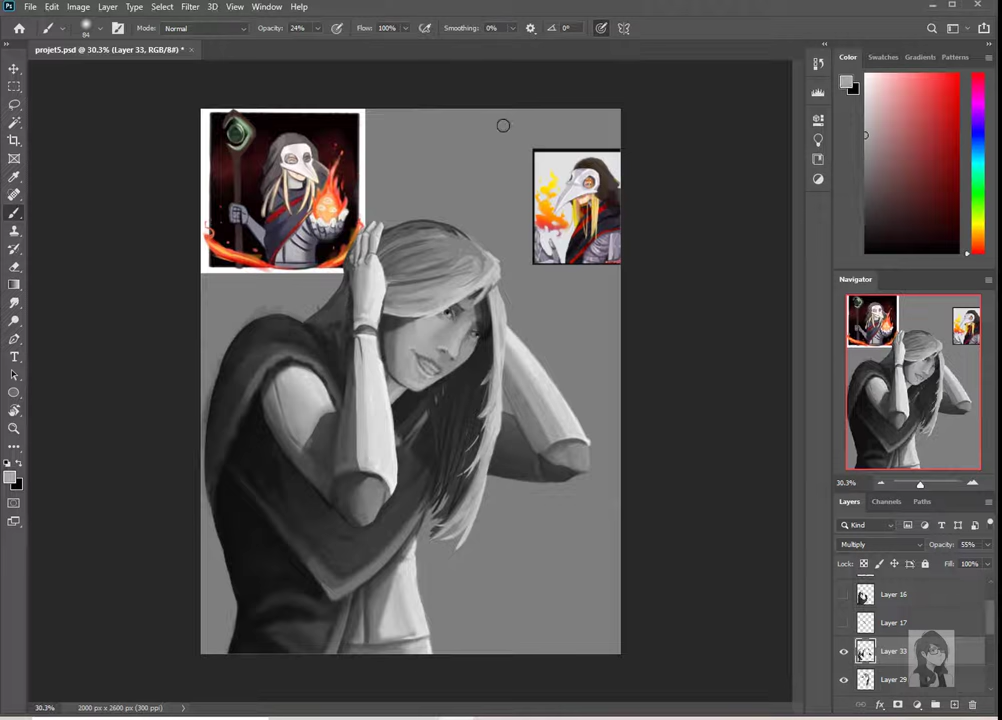 Ps File Edit Image Layer Type Select Filter 3D View Window Help
84 Mode: Normal Opacity: 24% Flow: 100% Smoothing: 0% 0°
projet5.psd @ 30.3% (Layer 33, RGB/8#) * ×
Color Swatches Gradients Patterns
Navigator
30.3%
Layers Channels Paths
Kind
Multiply Opacity: 55%
Lock: Fill: 100%
Layer 16
Layer 17
Layer 33
Layer 29
30.3% 2000 px x 2600 px (300 ppi)